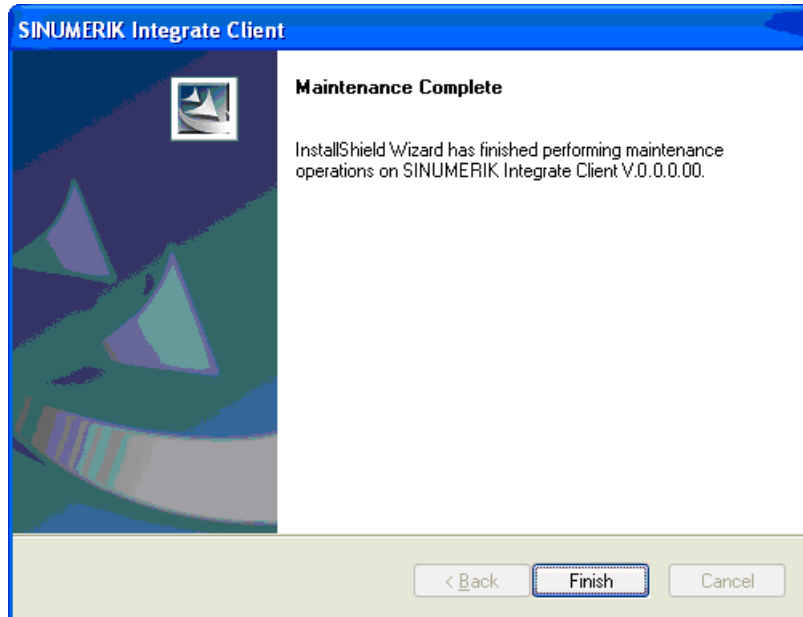 SINUMERIK Integrate Client
Maintenance Complete
InstallShield Wizard has finished performing maintenance
operations on SINUMERIK Integrate Client V.0.0.0.00.
< Back
Finish
Cancel